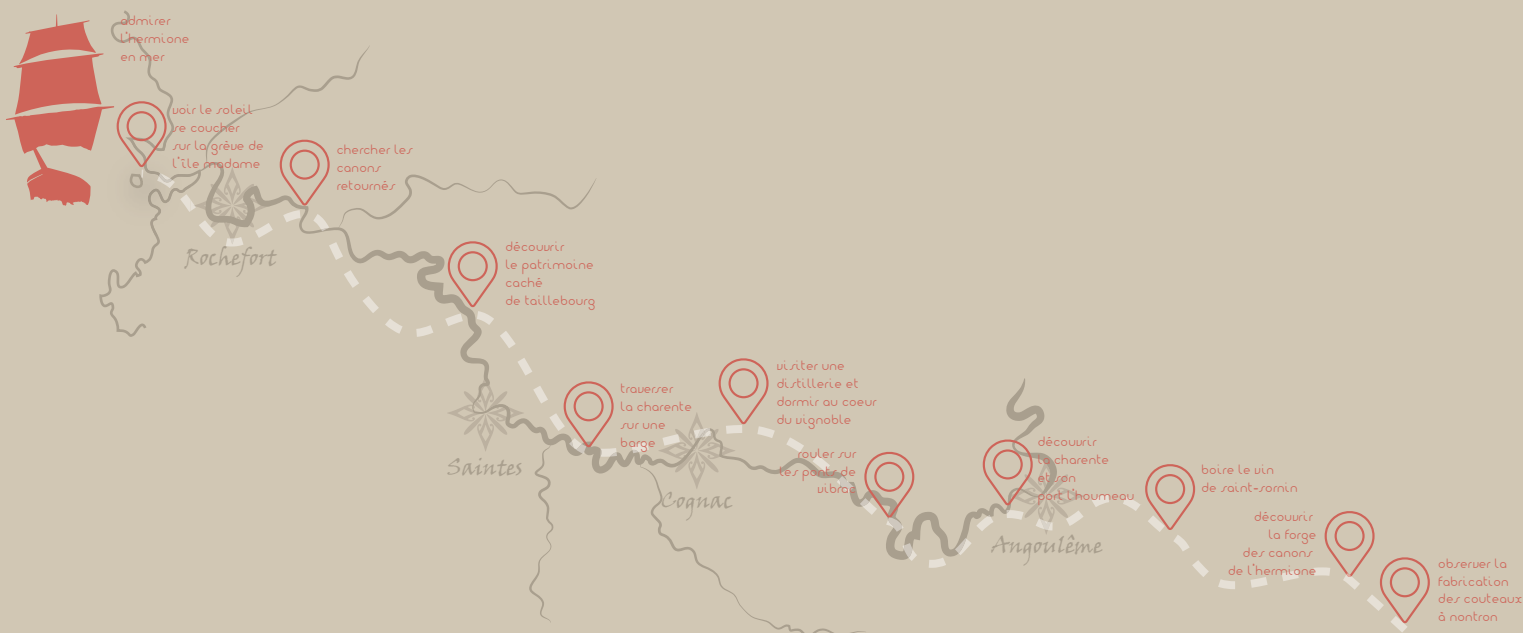 admirer
l'hermione
en mer
voir le soleil
se coucher
sur la grève de
l'île madame
chercher les
canons
retournés
Rochefort
découvrir
le patrimoine
caché
de taillebourg
traverser
la charente
sur une
barge
Saintes
visiter une
distillerie et
dormir au coeur
du vignoble
Cognac
rouler sur
les ponts de
vibrac
découvrir
la charente
et son
port l'houmeau
Angoulême
boire le vin
de saint-sornin
découvrir
la forge
des canons
de l'hermione
observer la
fabrication
des couteaux
à nontron